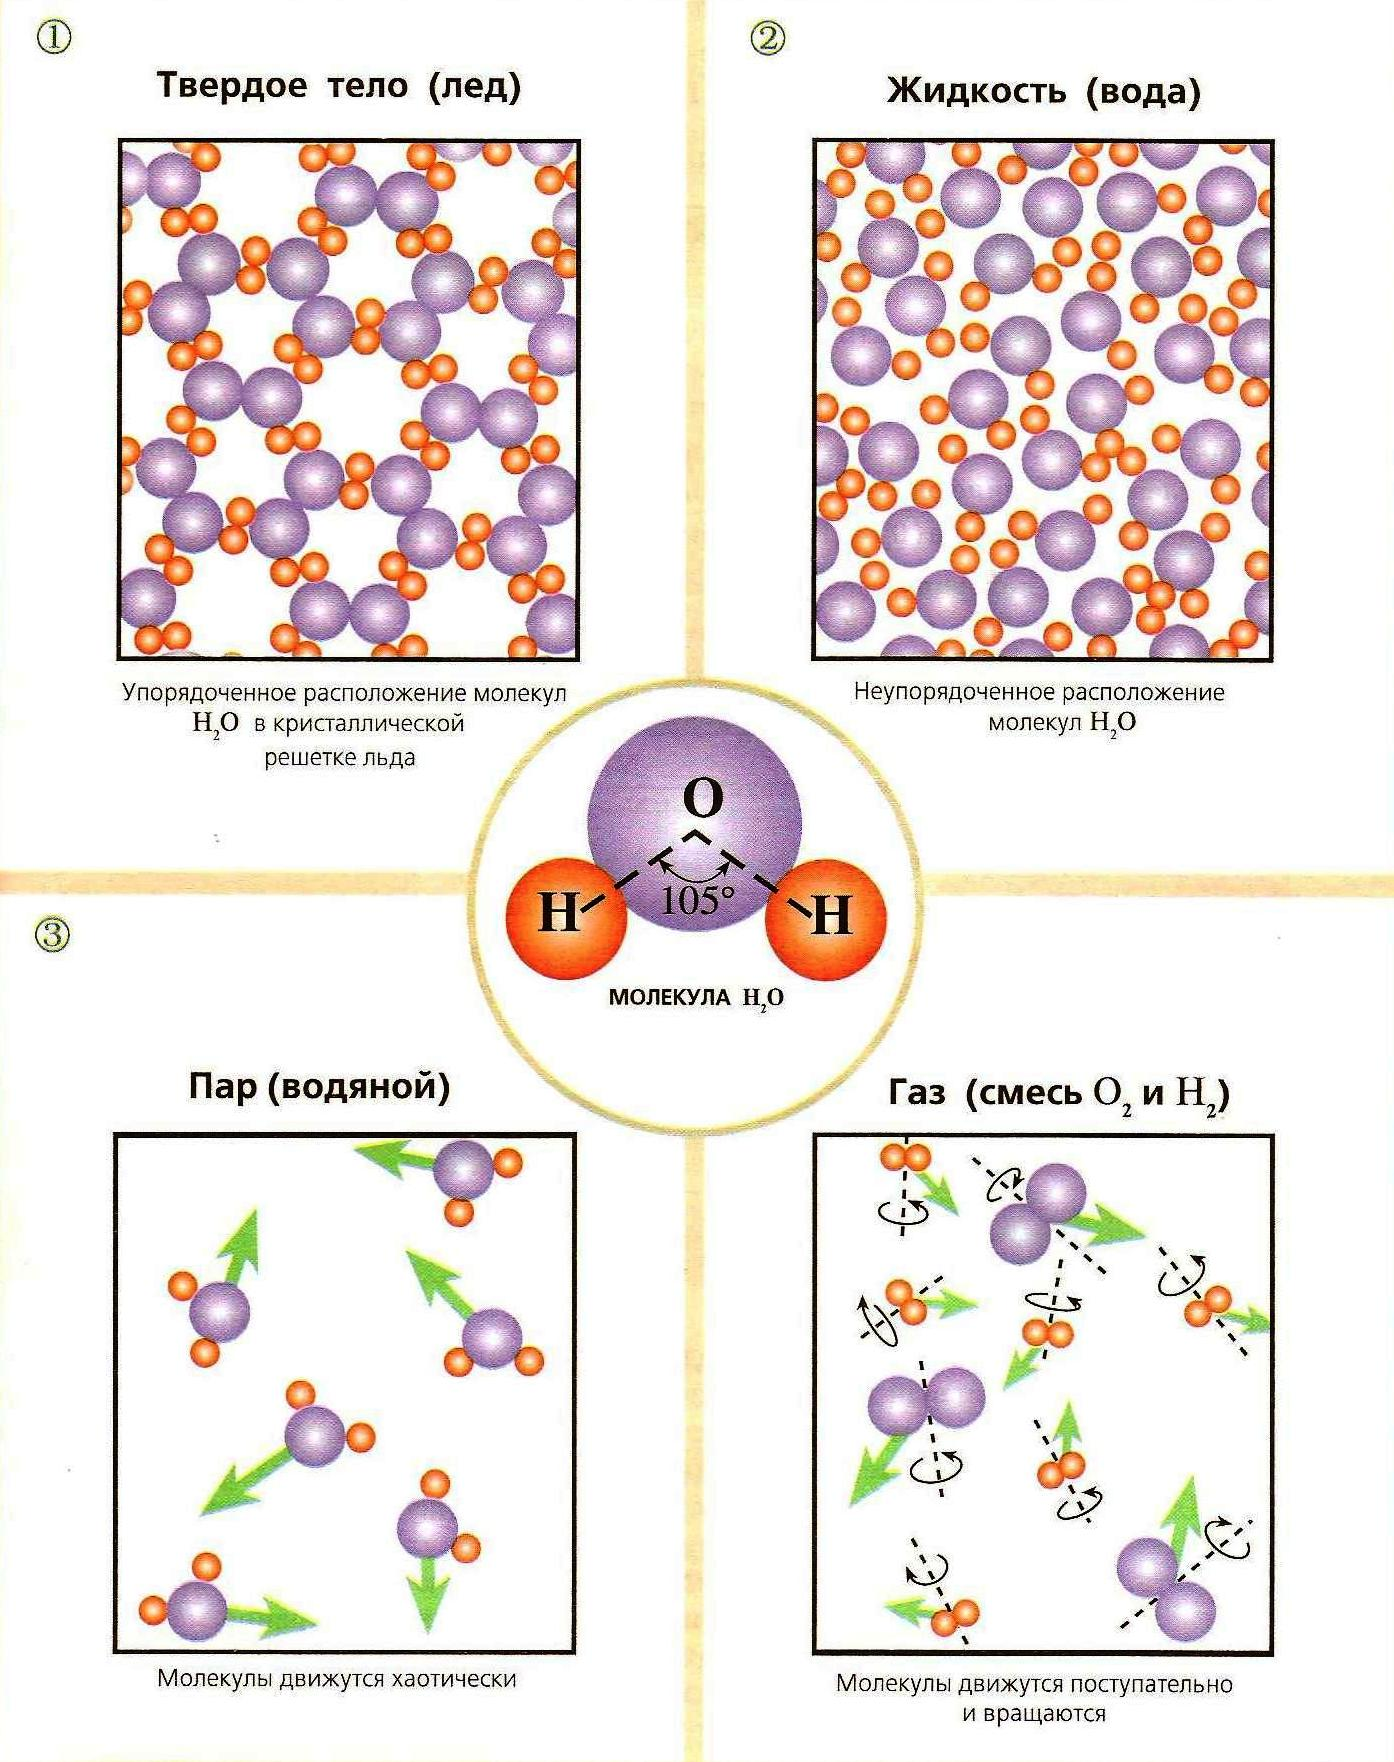 ①
Твердое тело (лед)
Упорядоченное расположение молекул
H₂O в кристаллической
решетке льда
②
Жидкость (вода)
Неупорядоченное расположение
молекул H₂O
O
105°
H
H
МОЛЕКУЛА H₂O
③
Пар (водяной)
Молекулы движутся хаотически
Газ (смесь O₂ и H₂)
Молекулы движутся поступательно
и вращаются